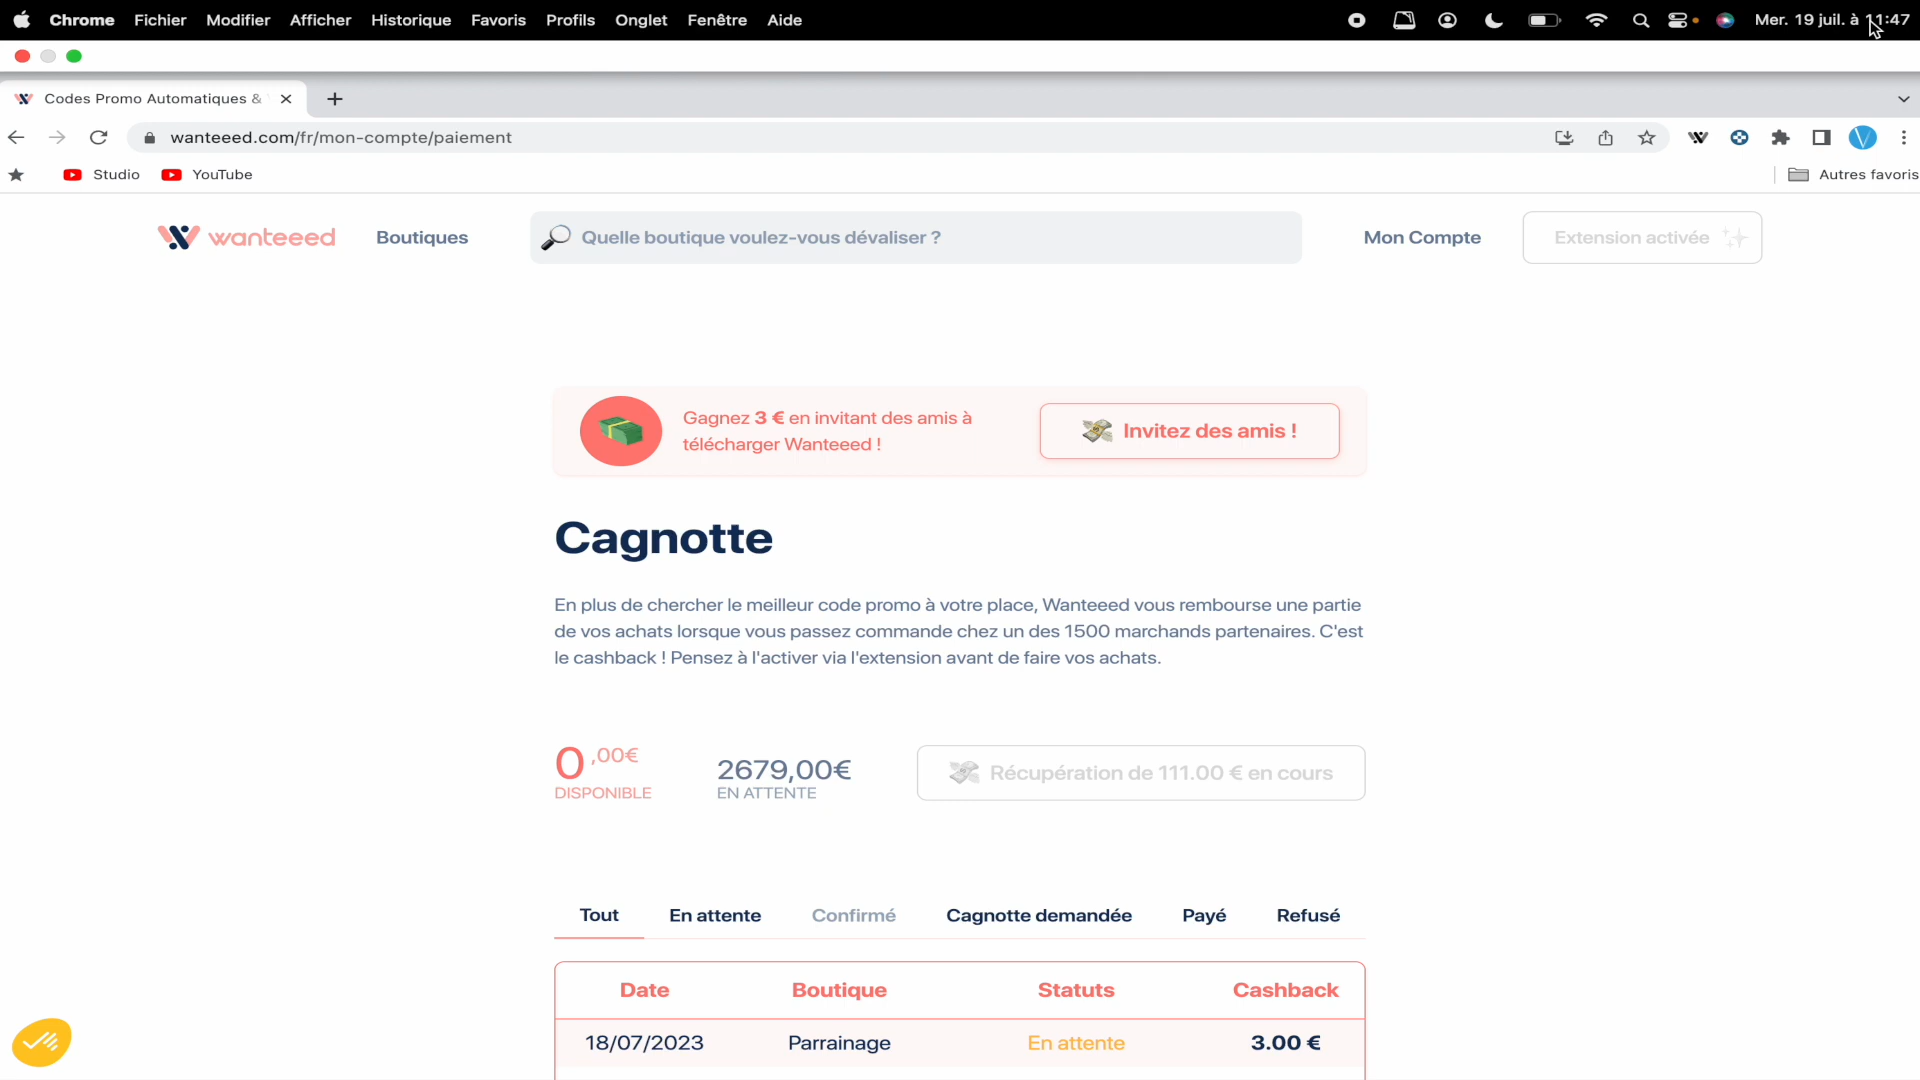 Chrome Fichier Modifier Afficher Historique Favoris Profils Onglet Fenêtre Aide Mer. 19 juil. à 11:47
Codes Promo Automatiques &
wanteeed.com/fr/mon-compte/paiement
Studio YouTube Autres favoris
wanteeed Boutiques Quelle boutique voulez-vous dévaliser ? Mon Compte Extension activée
Gagnez 3 € en invitant des amis à
télécharger Wanteeed !
Invitez des amis !
Cagnotte
En plus de chercher le meilleur code promo à votre place, Wanteeed vous rembourse une partie
de vos achats lorsque vous passez commande chez un des 1500 marchands partenaires. C'est
le cashback ! Pensez à l'activer via l'extension avant de faire vos achats.
0,00€ 2679,00€ Récupération de 111.00 € en cours
DISPONIBLE EN ATTENTE
Tout En attente Confirmé Cagnotte demandée Payé Refusé
Date Boutique Statuts Cashback
18/07/2023 Parrainage En attente 3.00 €